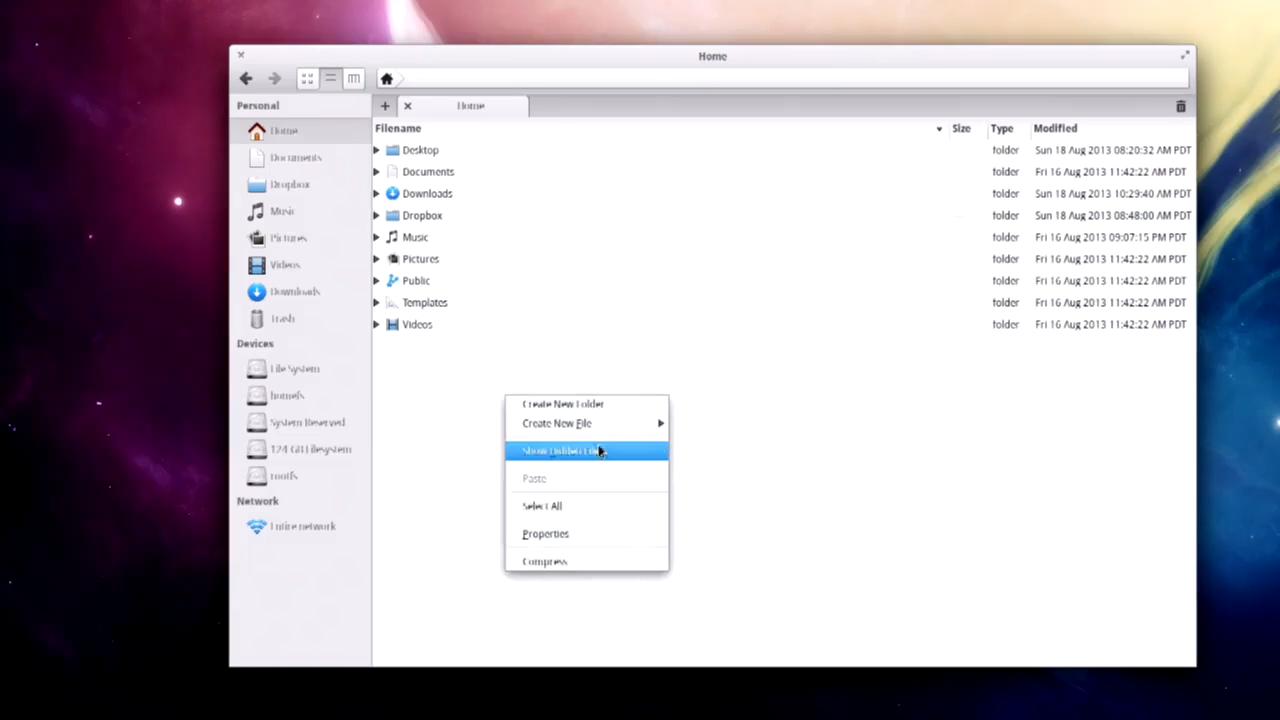 Home
Personal
Home
Documents
Dropbox
Music
Pictures
Videos
Downloads
Trash
Devices
File System
homefs
System Reserved
124 GB Filesystem
rootfs
Network
Entire network
Home
Filename Size Type Modified
Desktop folder Sun 18 Aug 2013 08:20:32 AM PDT
Documents folder Fri 16 Aug 2013 11:42:22 AM PDT
Downloads folder Sun 18 Aug 2013 10:29:40 AM PDT
Dropbox folder Sun 18 Aug 2013 08:48:00 AM PDT
Music folder Fri 16 Aug 2013 09:07:15 PM PDT
Pictures folder Fri 16 Aug 2013 11:42:22 AM PDT
Public folder Fri 16 Aug 2013 11:42:22 AM PDT
Templates folder Fri 16 Aug 2013 11:42:22 AM PDT
Videos folder Fri 16 Aug 2013 11:42:22 AM PDT
Create New Folder
Create New File
Show Hidden
Paste
Select All
Properties
Compress